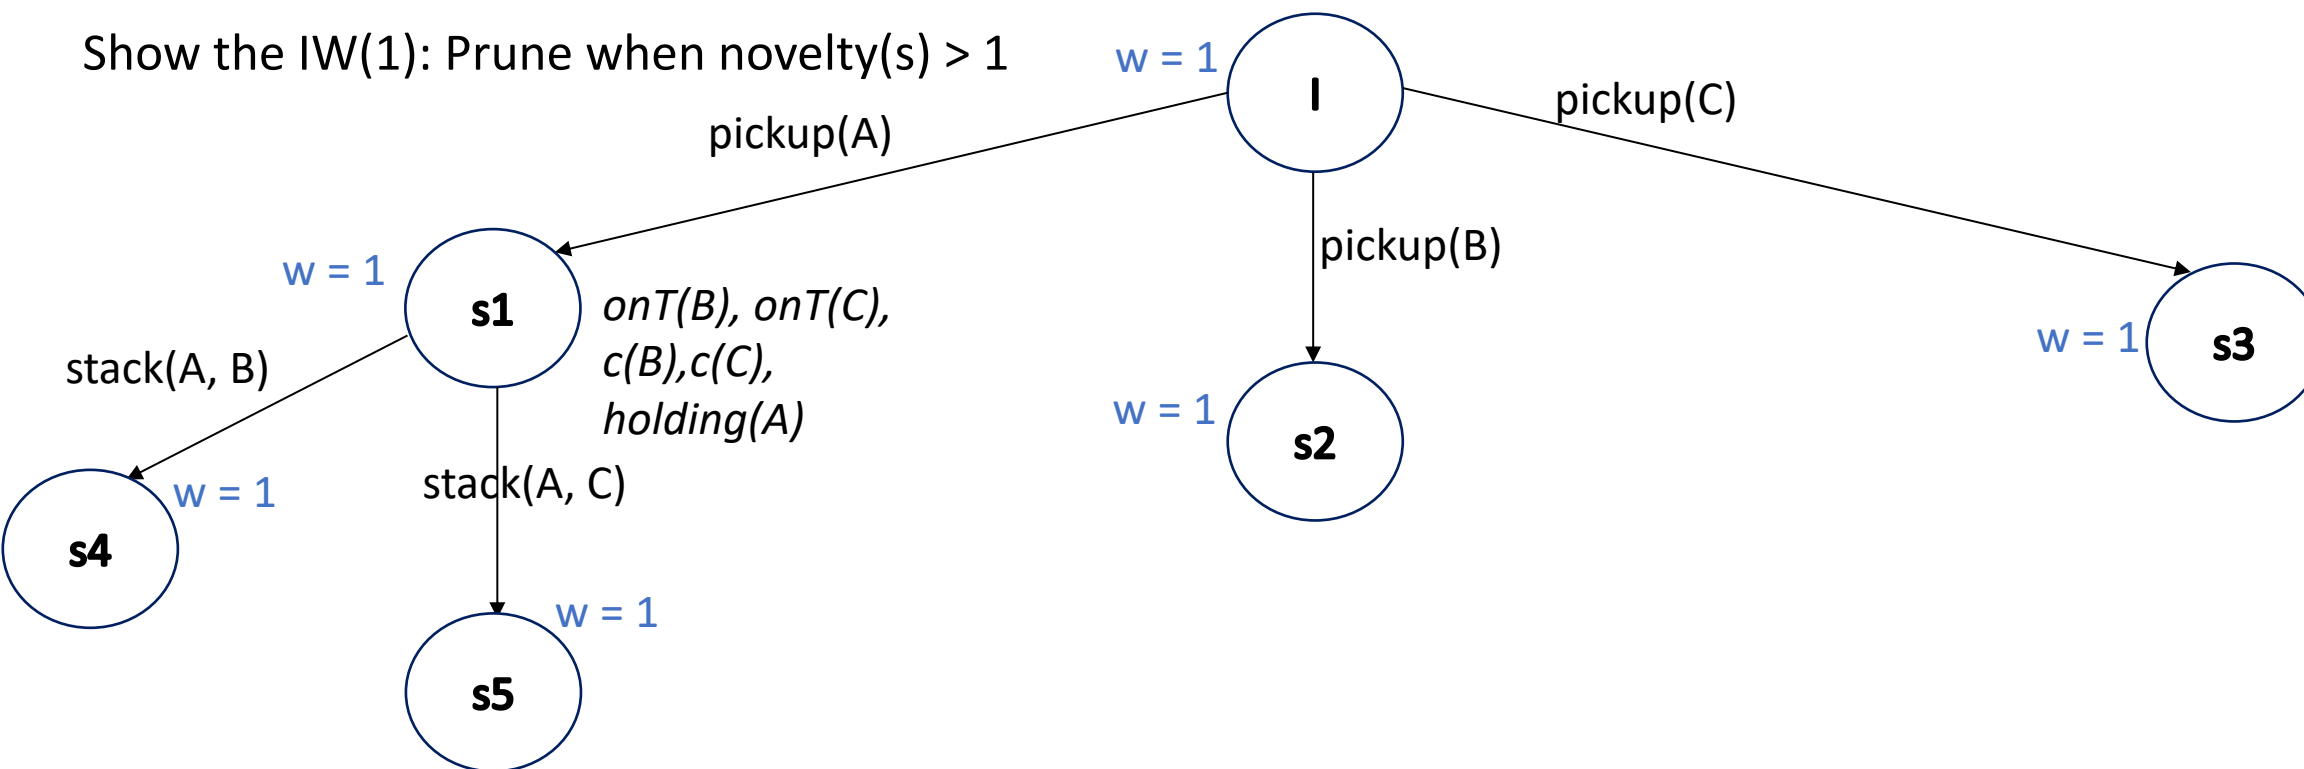 Show the IW(1): Prune when novelty(s) > 1
w = 1
I
pickup(A)
pickup(C)
pickup(B)
w = 1
s1
onT(B), onT(C),
c(B),c(C),
holding(A)
w = 1
s3
stack(A, B)
w = 1
s2
w = 1
stack(A, C)
s4
w = 1
s5